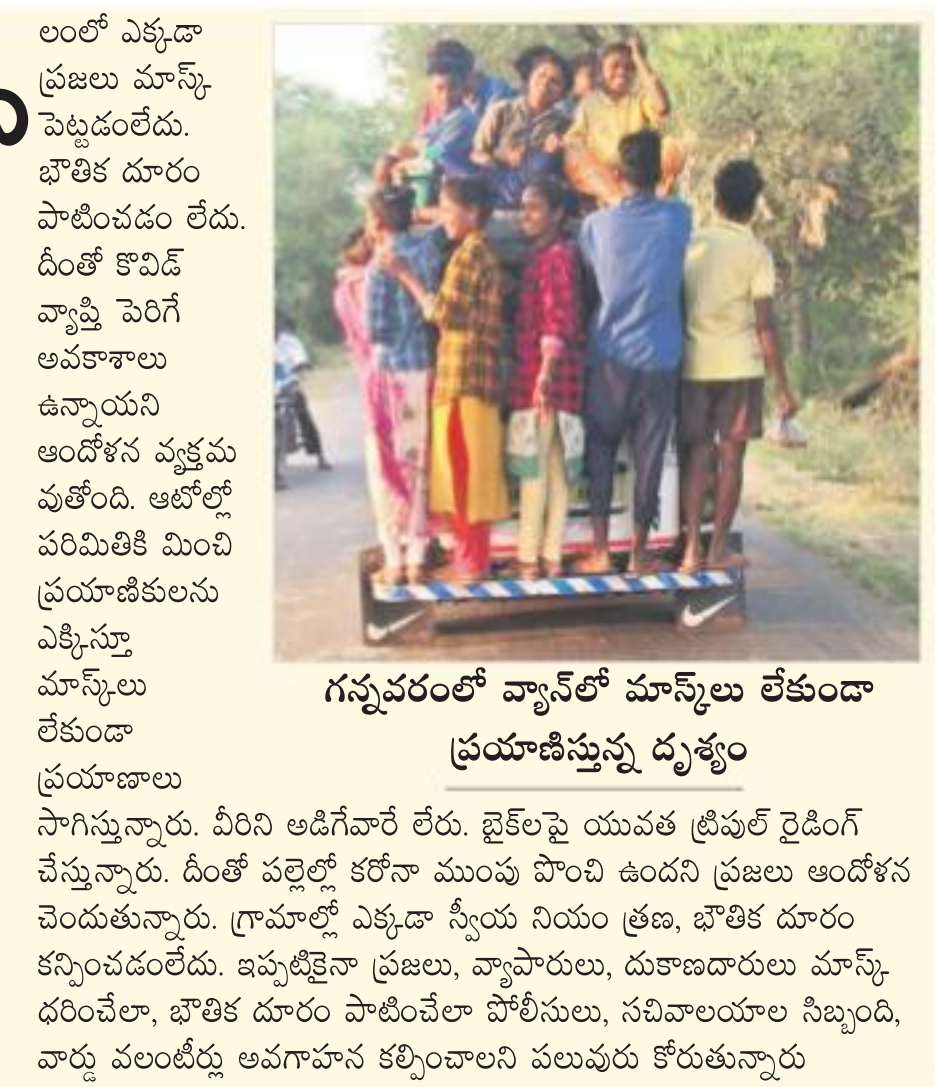 లంలో ఎక్కడా
ప్రజలు మాస్క్
పెట్టడంలేదు.
భౌతిక దూరం
పాటించడం లేదు.
దీంతో కొవిడ్
వ్యాప్తి పెరిగే
అవకాశాలు
ఉన్నాయని
ఆందోళన వ్యక్తమ
వుతోంది. ఆటోల్లో
పరిమితికి మించి
ప్రయాణికులను
ఎక్కిస్తూ
మాస్క్‌లు
లేకుండా
ప్రయాణాలు
సాగిస్తున్నారు. వీరిని అడిగేవారే లేరు. బైక్‌లపై యువత ట్రిపుల్ రైడింగ్
చేస్తున్నారు. దీంతో పల్లెల్లో కరోనా ముంపు పొంచి ఉందని ప్రజలు ఆందోళన
చెందుతున్నారు. గ్రామాల్లో ఎక్కడా స్వీయ నియం త్రణ, భౌతిక దూరం
కన్పించడంలేదు. ఇప్పటికైనా ప్రజలు, వ్యాపారులు, దుకాణదారులు మాస్క్
ధరించేలా, భౌతిక దూరం పాటించేలా పోలీసులు, సచివాలయాల సిబ్బంది,
వార్డు వలంటీర్లు అవగాహన కల్పించాలని పలువురు కోరుతున్నారు
గన్నవరంలో వ్యాన్‌లో మాస్క్‌లు లేకుండా
ప్రయాణిస్తున్న దృశ్యం